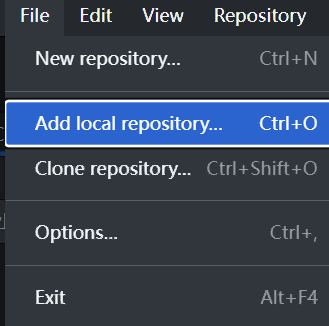 File Edit View Repository
New repository... Ctrl+N
Add local repository... Ctrl+O
Clone repository... Ctrl+Shift+O
Options... Ctrl+,
Exit Alt+F4